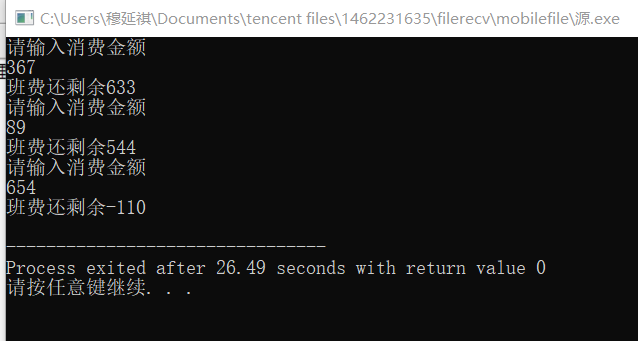 C:\Users\穆延祺\Documents\tencent files\1462231635\filerecv\mobilefile\源.exe
请输入消费金额
367
班费还剩余633
请输入消费金额
89
班费还剩余544
请输入消费金额
654
班费还剩余-110
--------------------------------
Process exited after 26.49 seconds with return value 0
请按任意键继续. . .